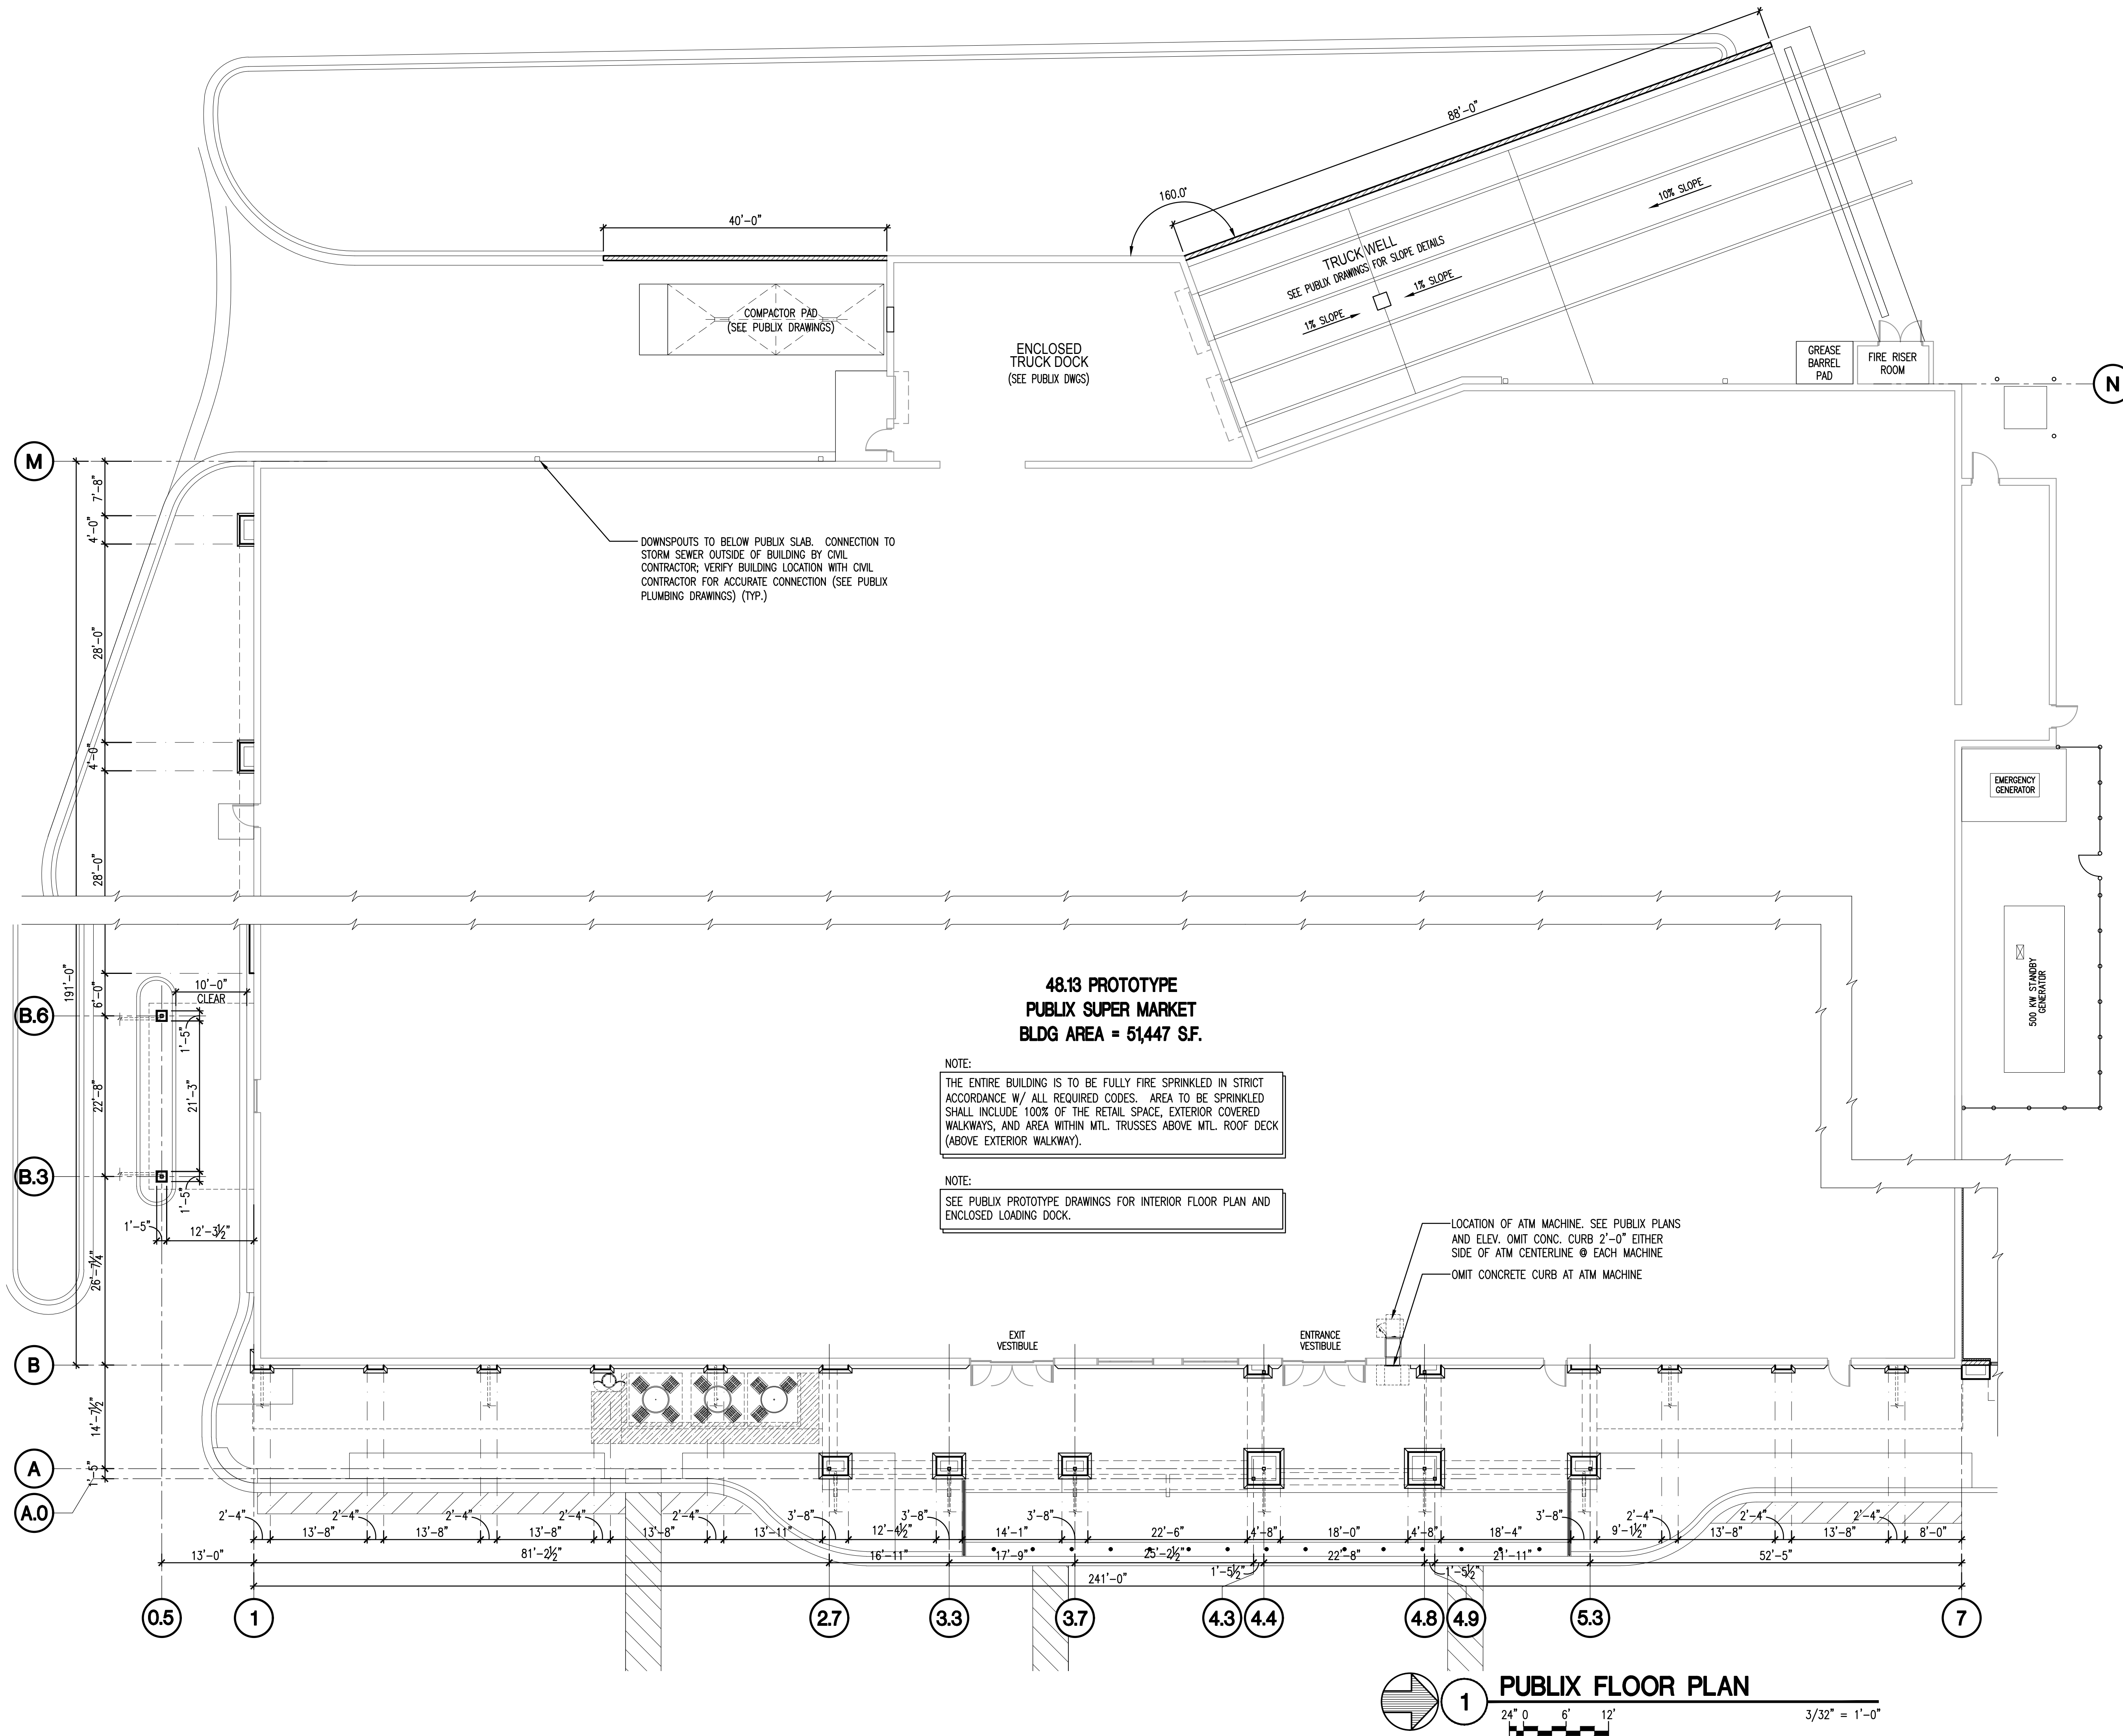 88'-0"
160.0°
10% SLOPE
40'-0"
TRUCK WELL
SEE PUBLIX DRAWINGS FOR SLOPE DETAILS
1% SLOPE
1% SLOPE
COMPACTOR PAD
(SEE PUBLIX DRAWINGS)
ENCLOSED
TRUCK DOCK
(SEE PUBLIX DWGS)
GREASE
BARREL
PAD
FIRE RISER
ROOM
N
M
7'-8"
4'-0"
28'-0"
4'-0"
28'-0"
DOWNSPOUTS TO BELOW PUBLIX SLAB. CONNECTION TO
STORM SEWER OUTSIDE OF BUILDING BY CIVIL
CONTRACTOR; VERIFY BUILDING LOCATION WITH CIVIL
CONTRACTOR FOR ACCURATE CONNECTION (SEE PUBLIX
PLUMBING DRAWINGS) (TYP.)
EMERGENCY
GENERATOR
500 KW STANDBY
GENERATOR
191'-0"
6'-0"
10'-0"
CLEAR
B.6
1'-5"
22'-8"
21'-3"
B.3
1'-5"
1'-5"
12'-3½"
26'-7¼"
48.13 PROTOTYPE
PUBLIX SUPER MARKET
BLDG AREA = 51,447 S.F.
NOTE:
THE ENTIRE BUILDING IS TO BE FULLY FIRE SPRINKLED IN STRICT
ACCORDANCE W/ ALL REQUIRED CODES. AREA TO BE SPRINKLED
SHALL INCLUDE 100% OF THE RETAIL SPACE, EXTERIOR COVERED
WALKWAYS, AND AREA WITHIN MTL. TRUSSES ABOVE MTL. ROOF DECK
(ABOVE EXTERIOR WALKWAY).
NOTE:
SEE PUBLIX PROTOTYPE DRAWINGS FOR INTERIOR FLOOR PLAN AND
ENCLOSED LOADING DOCK.
LOCATION OF ATM MACHINE. SEE PUBLIX PLANS
AND ELEV. OMIT CONC. CURB 2'-0" EITHER
SIDE OF ATM CENTERLINE @ EACH MACHINE
OMIT CONCRETE CURB AT ATM MACHINE
EXIT
VESTIBULE
ENTRANCE
VESTIBULE
B
14'-7½"
A
1'-5"
A.0
2'-4" 2'-4" 2'-4" 2'-4" 2'-4" 3'-8" 3'-8" 3'-8" 3'-8" 2'-4" 2'-4" 2'-4"
13'-8" 13'-8" 13'-8" 13'-8" 13'-11" 12'-4½" 14'-1" 22'-6" 4'-8" 18'-0" 4'-8" 18'-4" 9'-1½" 13'-8" 13'-8" 8'-0"
13'-0" 81'-2½" 16'-11" 17'-9" 25'-2½" 22'-8" 21'-11" 52'-5"
1'-5½" 1'-5½"
241'-0"
0.5 1 2.7 3.3 3.7 4.3 4.4 4.8 4.9 5.3 7
1 PUBLIX FLOOR PLAN
24" 0 6' 12' 3/32" = 1'-0"